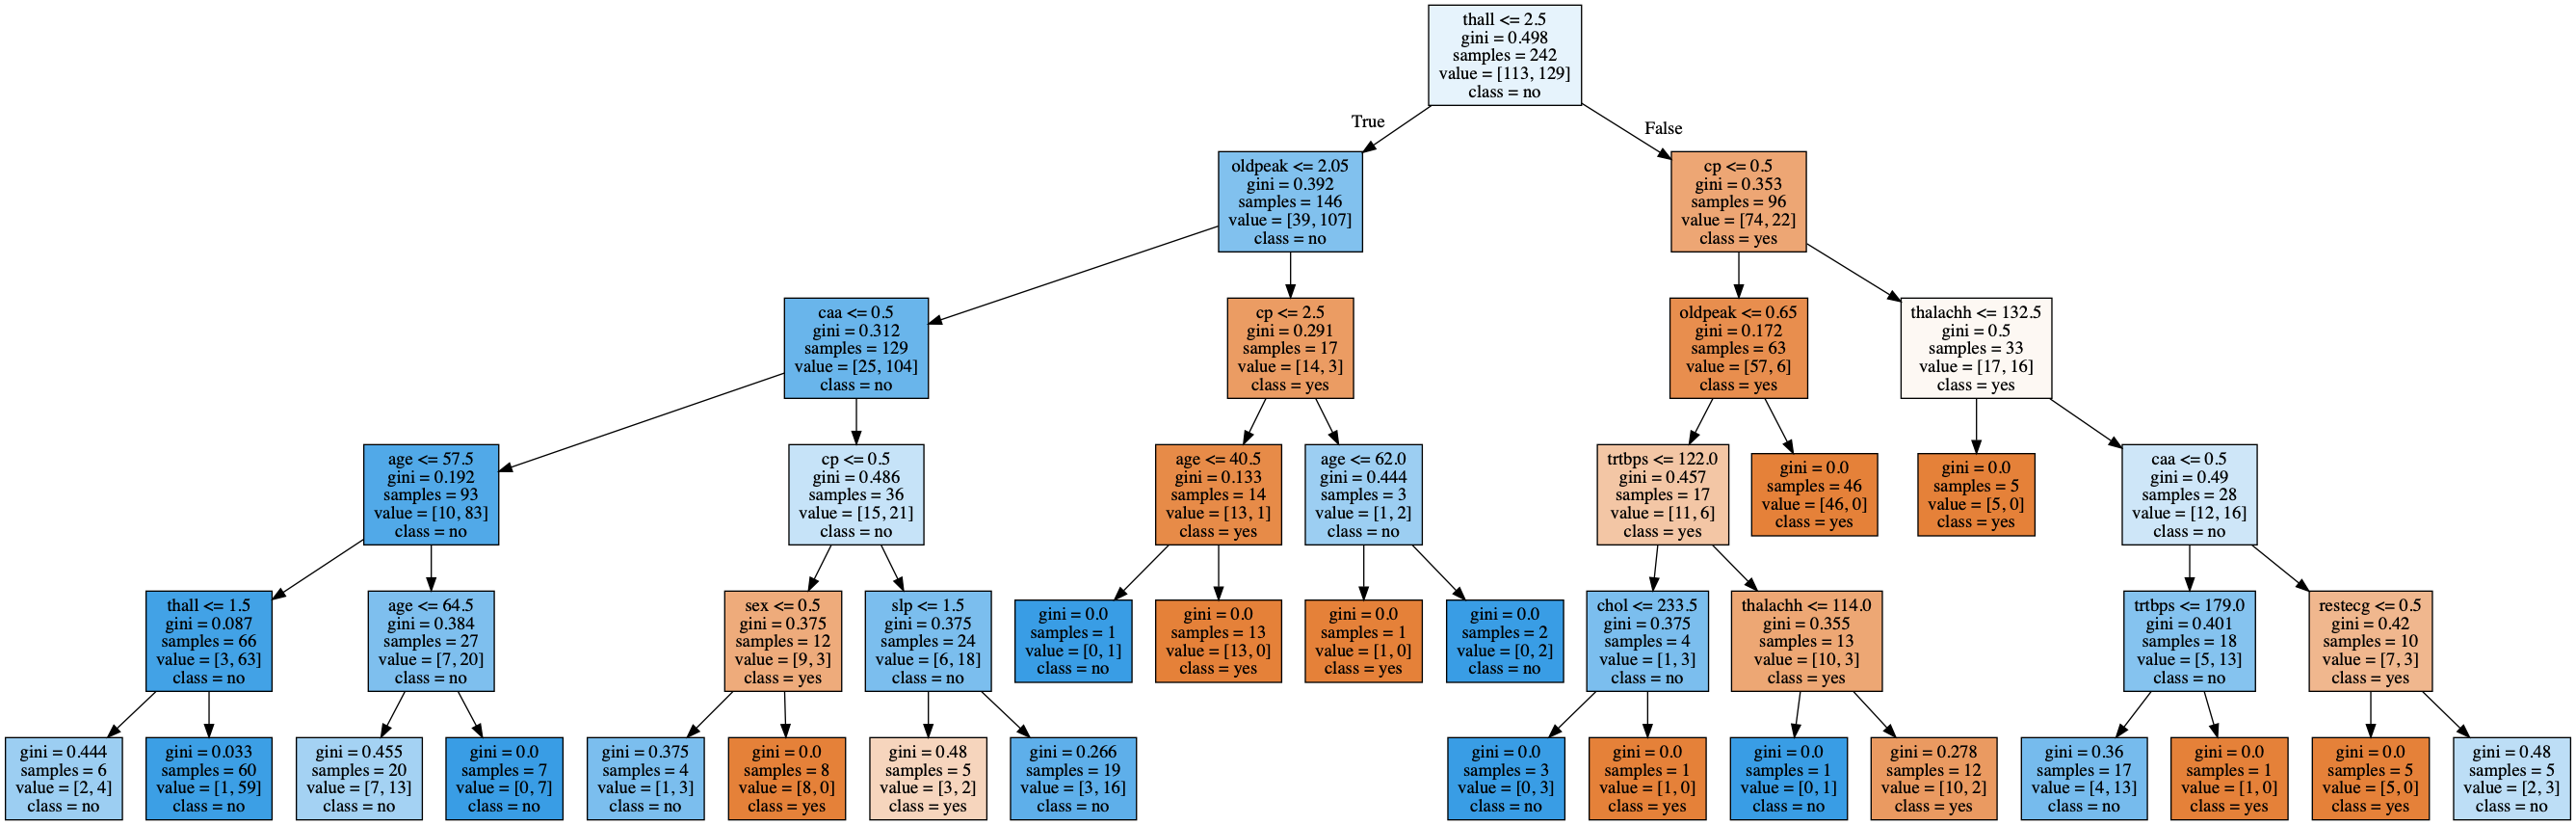 thall <= 2.5
gini = 0.498
samples = 242
value = [113, 129]
class = no
True
False
oldpeak <= 2.05
gini = 0.392
samples = 146
value = [39, 107]
class = no
cp <= 0.5
gini = 0.353
samples = 96
value = [74, 22]
class = yes
caa <= 0.5
gini = 0.312
samples = 129
value = [25, 104]
class = no
cp <= 2.5
gini = 0.291
samples = 17
value = [14, 3]
class = yes
oldpeak <= 0.65
gini = 0.172
samples = 63
value = [57, 6]
class = yes
thalachh <= 132.5
gini = 0.5
samples = 33
value = [17, 16]
class = yes
age <= 57.5
gini = 0.192
samples = 93
value = [10, 83]
class = no
cp <= 0.5
gini = 0.486
samples = 36
value = [15, 21]
class = no
age <= 40.5
gini = 0.133
samples = 14
value = [13, 1]
class = yes
age <= 62.0
gini = 0.444
samples = 3
value = [1, 2]
class = no
trtbps <= 122.0
gini = 0.457
samples = 17
value = [11, 6]
class = yes
gini = 0.0
samples = 46
value = [46, 0]
class = yes
gini = 0.0
samples = 5
value = [5, 0]
class = yes
caa <= 0.5
gini = 0.49
samples = 28
value = [12, 16]
class = no
thall <= 1.5
gini = 0.087
samples = 66
value = [3, 63]
class = no
age <= 64.5
gini = 0.384
samples = 27
value = [7, 20]
class = no
sex <= 0.5
gini = 0.375
samples = 12
value = [9, 3]
class = yes
slp <= 1.5
gini = 0.375
samples = 24
value = [6, 18]
class = no
gini = 0.0
samples = 1
value = [0, 1]
class = no
gini = 0.0
samples = 13
value = [13, 0]
class = yes
gini = 0.0
samples = 1
value = [1, 0]
class = yes
gini = 0.0
samples = 2
value = [0, 2]
class = no
chol <= 233.5
gini = 0.375
samples = 4
value = [1, 3]
class = no
thalachh <= 114.0
gini = 0.355
samples = 13
value = [10, 3]
class = yes
trtbps <= 179.0
gini = 0.401
samples = 18
value = [5, 13]
class = no
restecg <= 0.5
gini = 0.42
samples = 10
value = [7, 3]
class = yes
gini = 0.444
samples = 6
value = [2, 4]
class = no
gini = 0.033
samples = 60
value = [1, 59]
class = no
gini = 0.455
samples = 20
value = [7, 13]
class = no
gini = 0.0
samples = 7
value = [0, 7]
class = no
gini = 0.375
samples = 4
value = [1, 3]
class = no
gini = 0.0
samples = 8
value = [8, 0]
class = yes
gini = 0.48
samples = 5
value = [3, 2]
class = yes
gini = 0.266
samples = 19
value = [3, 16]
class = no
gini = 0.0
samples = 3
value = [0, 3]
class = no
gini = 0.0
samples = 1
value = [1, 0]
class = yes
gini = 0.0
samples = 1
value = [0, 1]
class = no
gini = 0.278
samples = 12
value = [10, 2]
class = yes
gini = 0.36
samples = 17
value = [4, 13]
class = no
gini = 0.0
samples = 1
value = [1, 0]
class = yes
gini = 0.0
samples = 5
value = [5, 0]
class = yes
gini = 0.48
samples = 5
value = [2, 3]
class = no